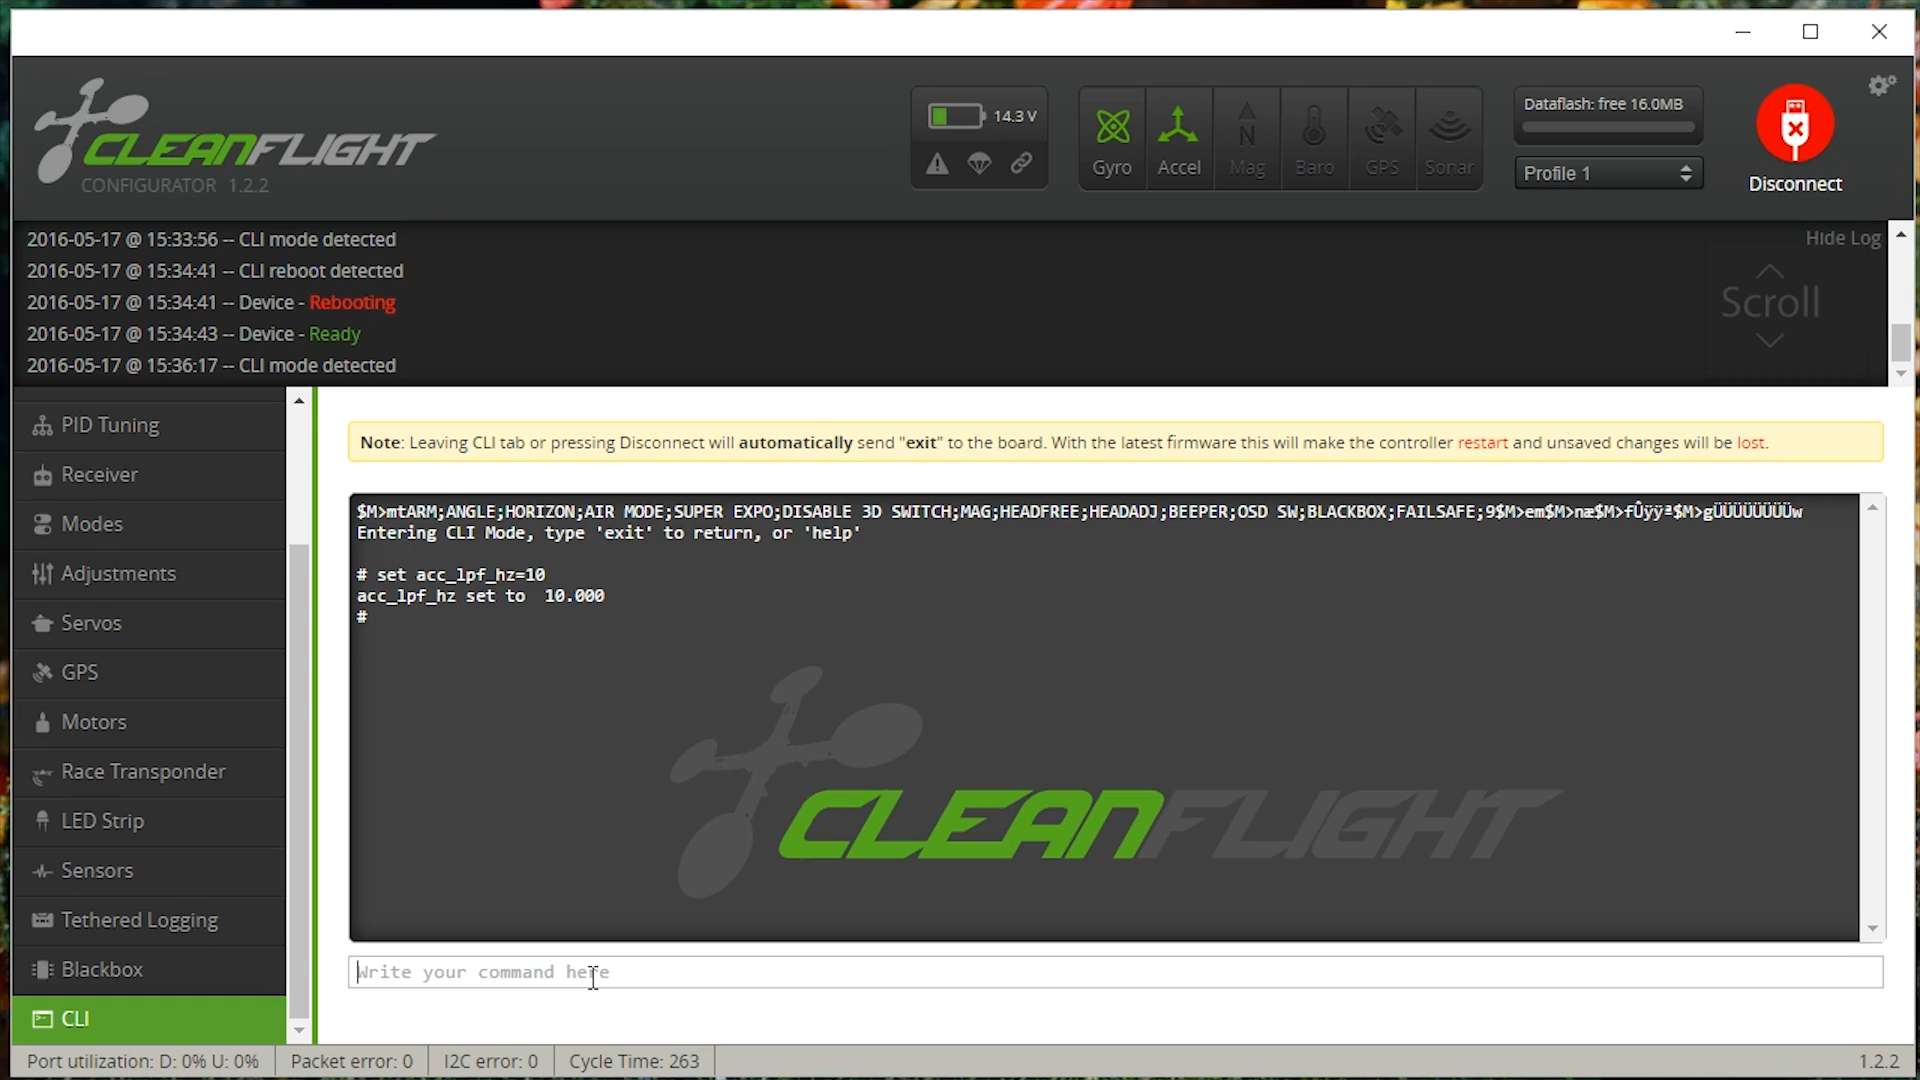 CLEANFLIGHT
CONFIGURATOR 1.2.2
14.3 V
Gyro
Accel
Mag
Baro
GPS
Sonar
Dataflash: free 16.0MB
Profile 1
Disconnect
2016-05-17 @ 15:33:56 -- CLI mode detected
2016-05-17 @ 15:34:41 -- CLI reboot detected
2016-05-17 @ 15:34:41 -- Device - Rebooting
2016-05-17 @ 15:34:43 -- Device - Ready
2016-05-17 @ 15:36:17 -- CLI mode detected
Hide Log
Scroll
PID Tuning
Receiver
Modes
Adjustments
Servos
GPS
Motors
Race Transponder
LED Strip
Sensors
Tethered Logging
Blackbox
CLI
Note: Leaving CLI tab or pressing Disconnect will automatically send "exit" to the board. With the latest firmware this will make the controller restart and unsaved changes will be lost.
$M>mtARM;ANGLE;HORIZON;AIR MODE;SUPER EXPO;DISABLE 3D SWITCH;MAG;HEADFREE;HEADADJ;BEEPER;OSD SW;BLACKBOX;FAILSAFE;9$M>em$M>næ$M>fÛÿÿª$M>gÜÜÜÜÜÜÜÜw
Entering CLI Mode, type 'exit' to return, or 'help'
# set acc_lpf_hz=10
acc_lpf_hz set to 10.000
#
CLEANFLIGHT
Write your command here
Port utilization: D: 0% U: 0%
Packet error: 0
I2C error: 0
Cycle Time: 263
1.2.2